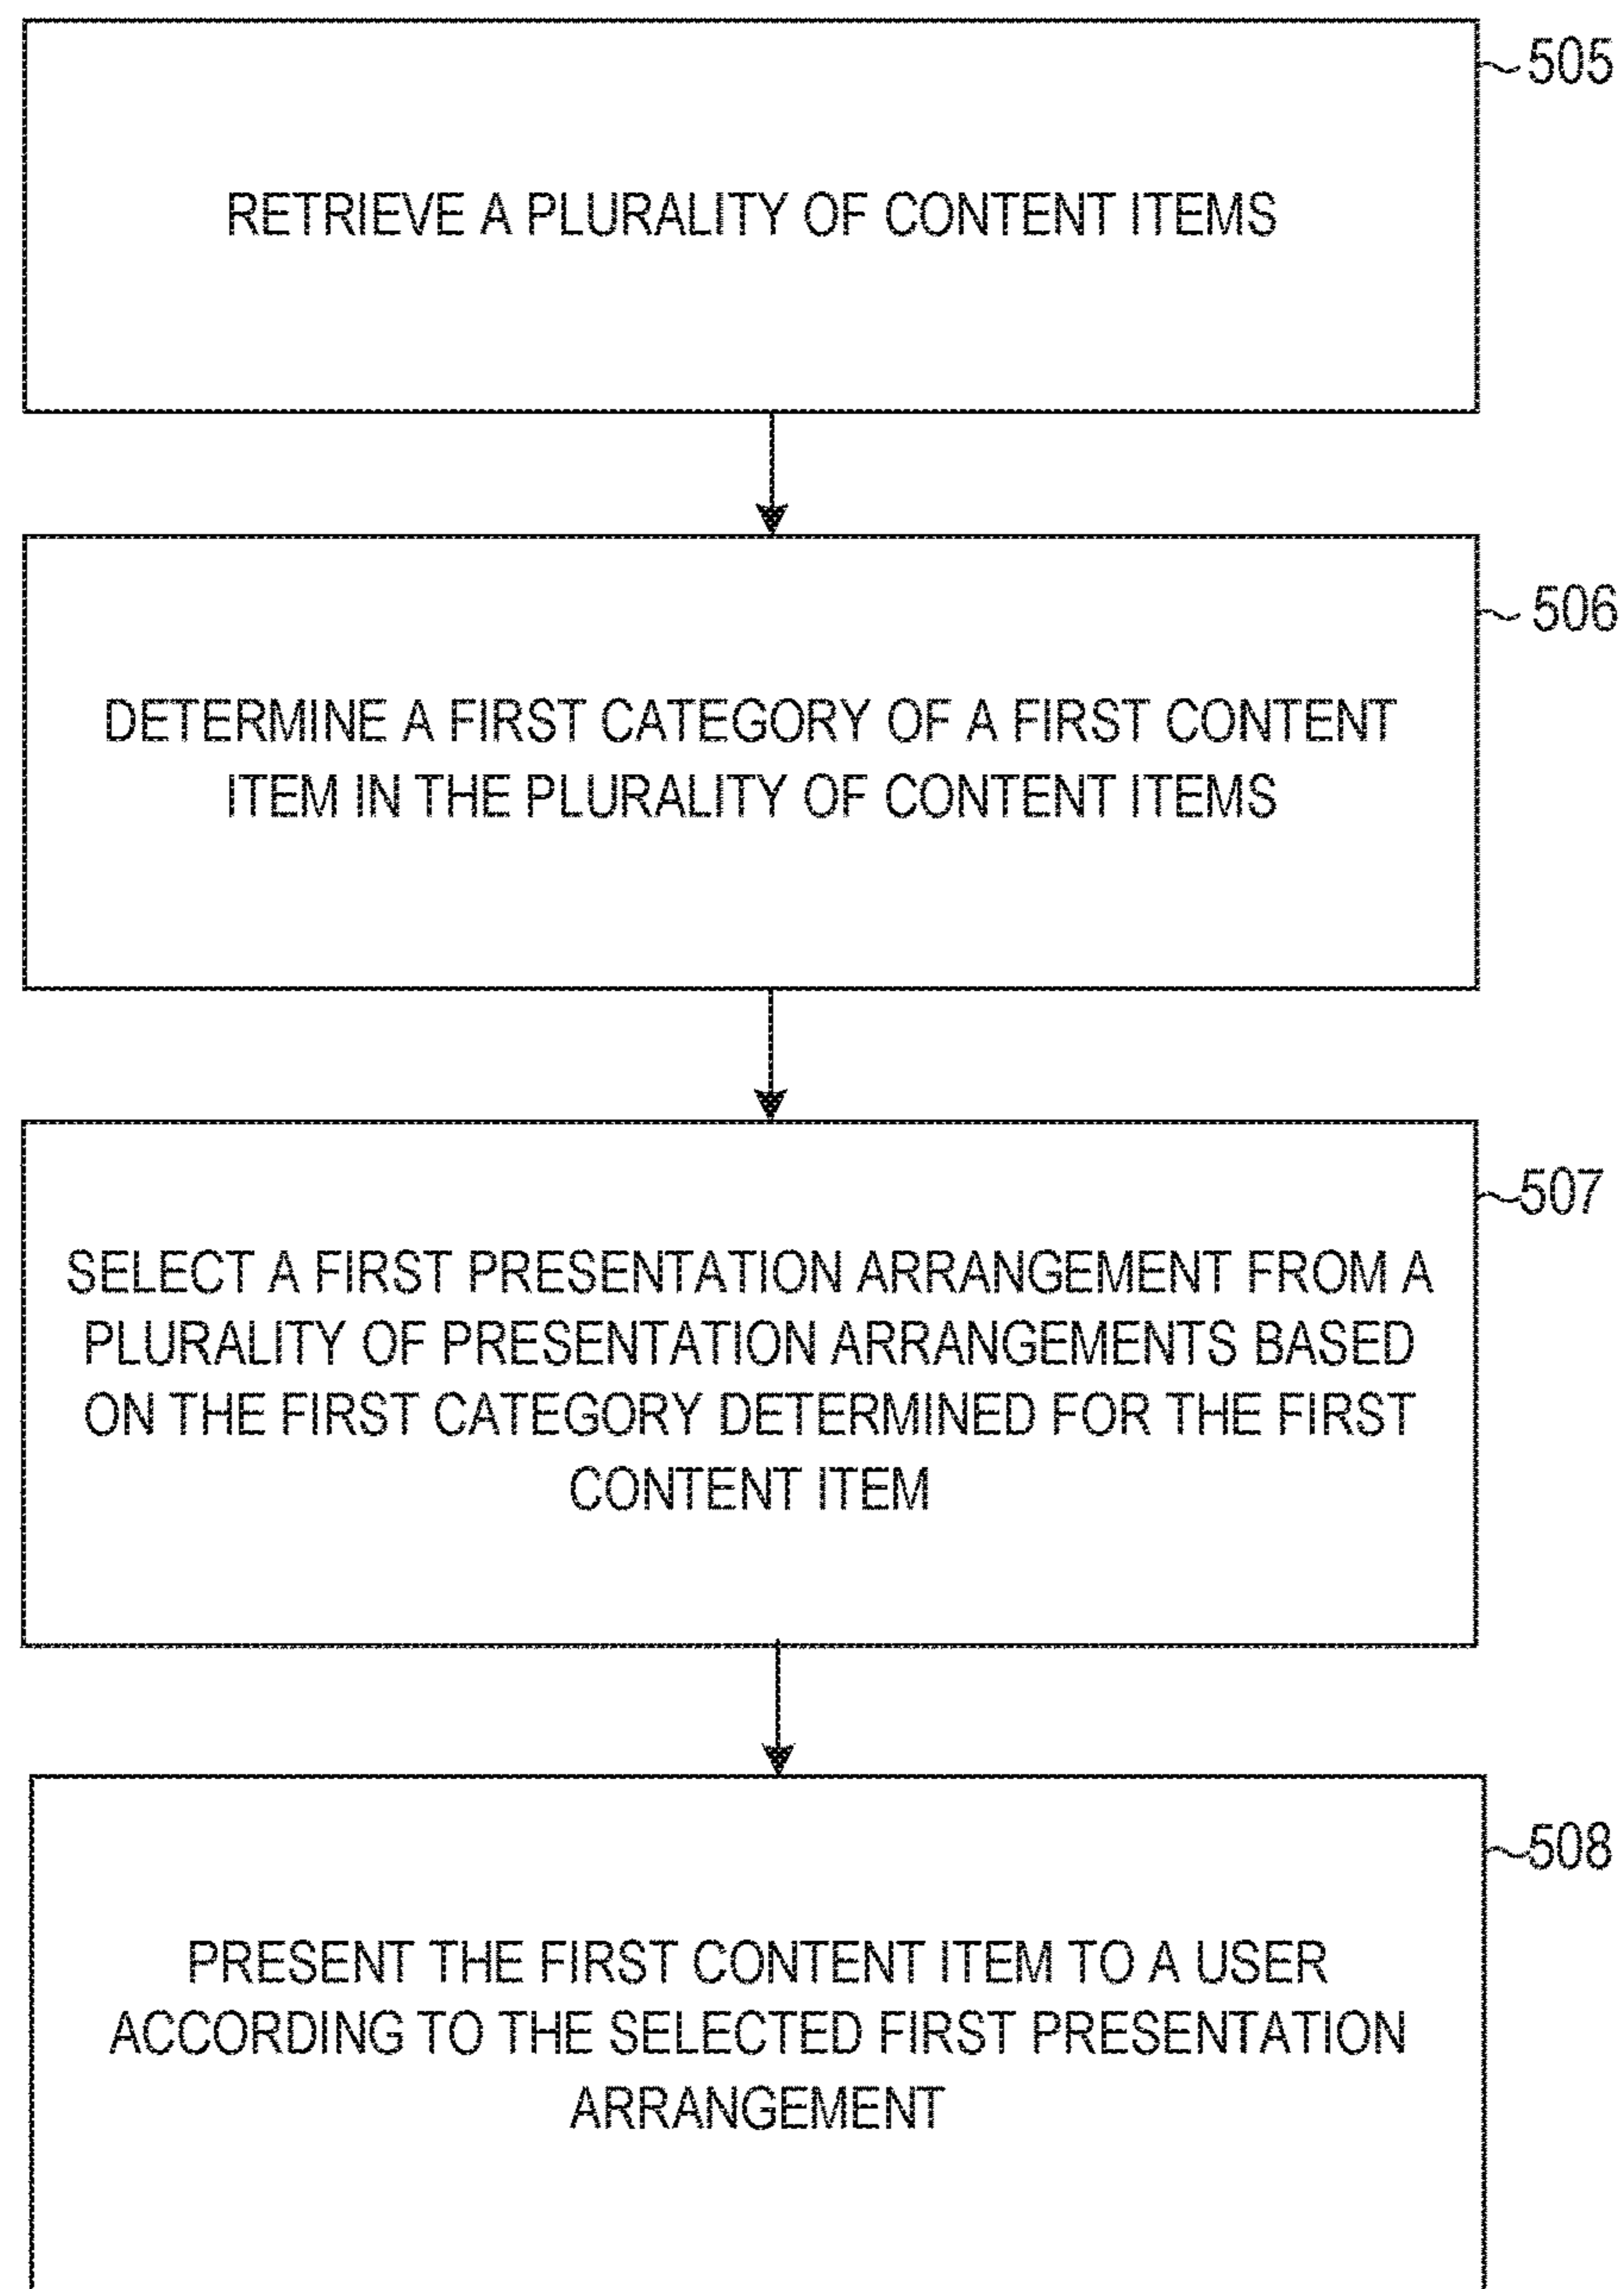 505
RETRIEVE A PLURALITY OF CONTENT ITEMS
506
DETERMINE A FIRST CATEGORY OF A FIRST CONTENT
ITEM IN THE PLURALITY OF CONTENT ITEMS
507
SELECT A FIRST PRESENTATION ARRANGEMENT FROM A
PLURALITY OF PRESENTATION ARRANGEMENTS BASED
ON THE FIRST CATEGORY DETERMINED FOR THE FIRST
CONTENT ITEM
508
PRESENT THE FIRST CONTENT ITEM TO A USER
ACCORDING TO THE SELECTED FIRST PRESENTATION
ARRANGEMENT